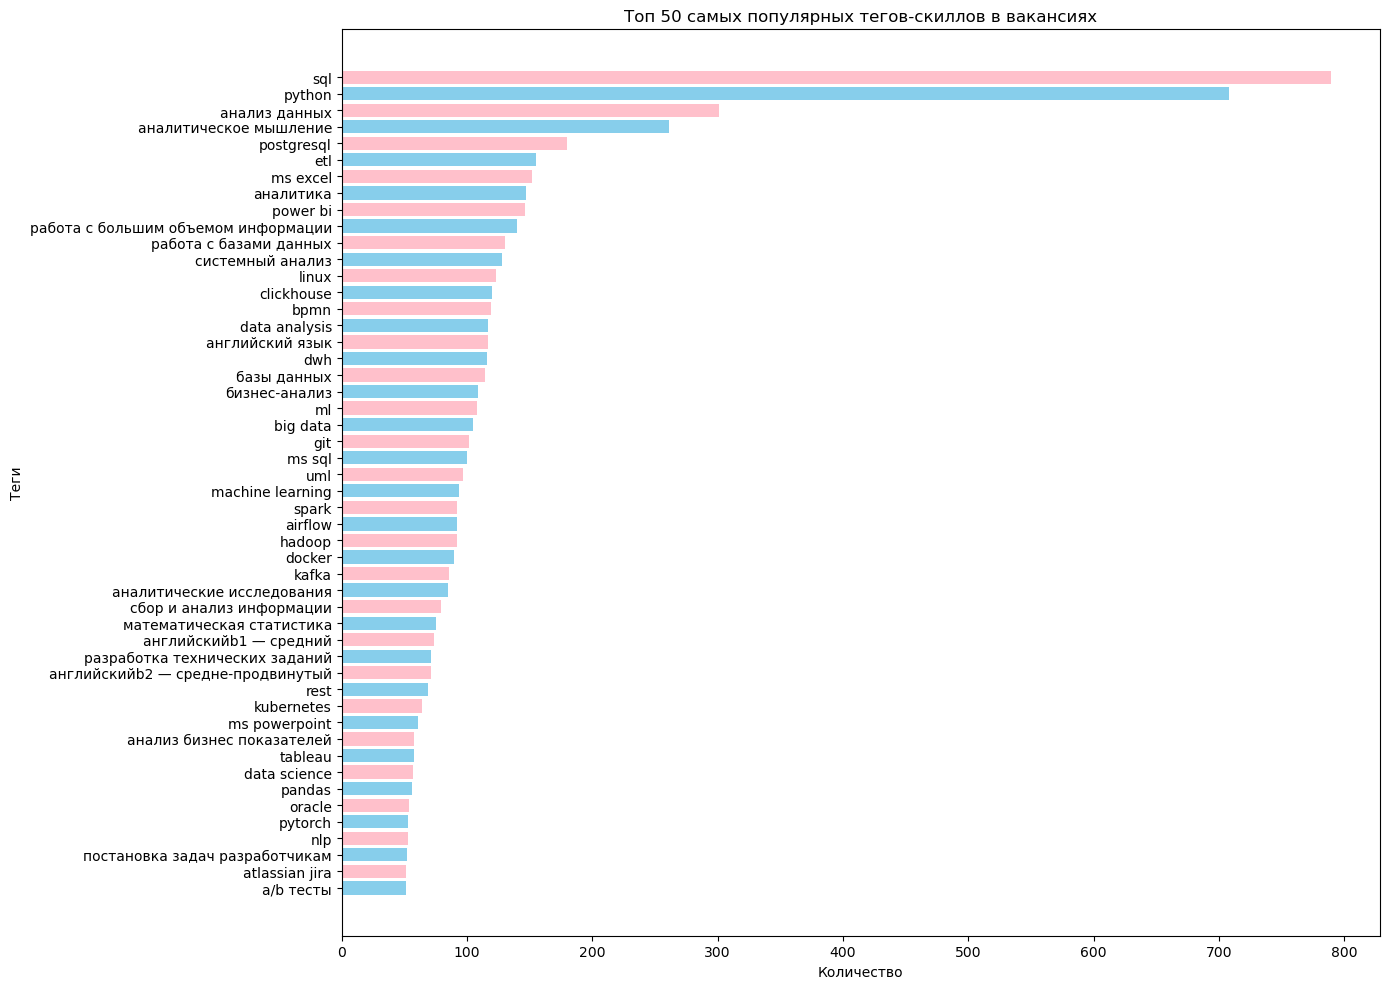 Топ 50 самых популярных тегов-скиллов в вакансиях
sql
python
анализ данных
аналитическое мышление
postgresql
etl
ms excel
аналитика
power bi
работа с большим объемом информации
работа с базами данных
системный анализ
linux
clickhouse
bpmn
data analysis
английский язык
dwh
базы данных
бизнес-анализ
ml
big data
git
ms sql
uml
machine learning
spark
airflow
hadoop
docker
kafka
аналитические исследования
сбор и анализ информации
математическая статистика
английскийb1 — средний
разработка технических заданий
английскийb2 — средне-продвинутый
rest
kubernetes
ms powerpoint
анализ бизнес показателей
tableau
data science
pandas
oracle
pytorch
nlp
постановка задач разработчикам
atlassian jira
a/b тесты
Теги
0 100 200 300 400 500 600 700 800
Количество